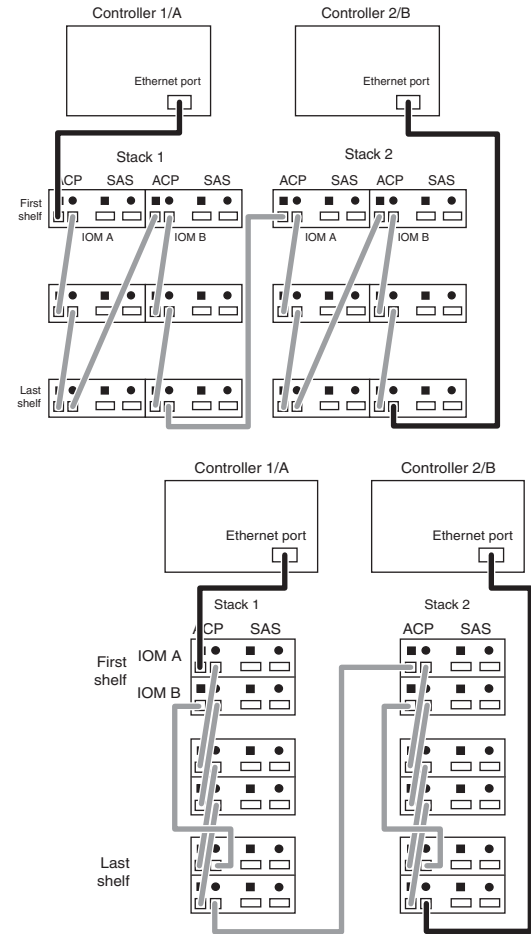 Controller 1/A
Controller 2/B
Ethernet port
Ethernet port
Stack 1
Stack 2
ACP SAS ACP SAS
ACP SAS ACP SAS
First
shelf
IOM A
IOM B
IOM A
IOM B
Last
shelf
Controller 1/A
Controller 2/B
Ethernet port
Ethernet port
Stack 1
Stack 2
ACP SAS
ACP SAS
First
shelf
IOM A
IOM B
Last
shelf